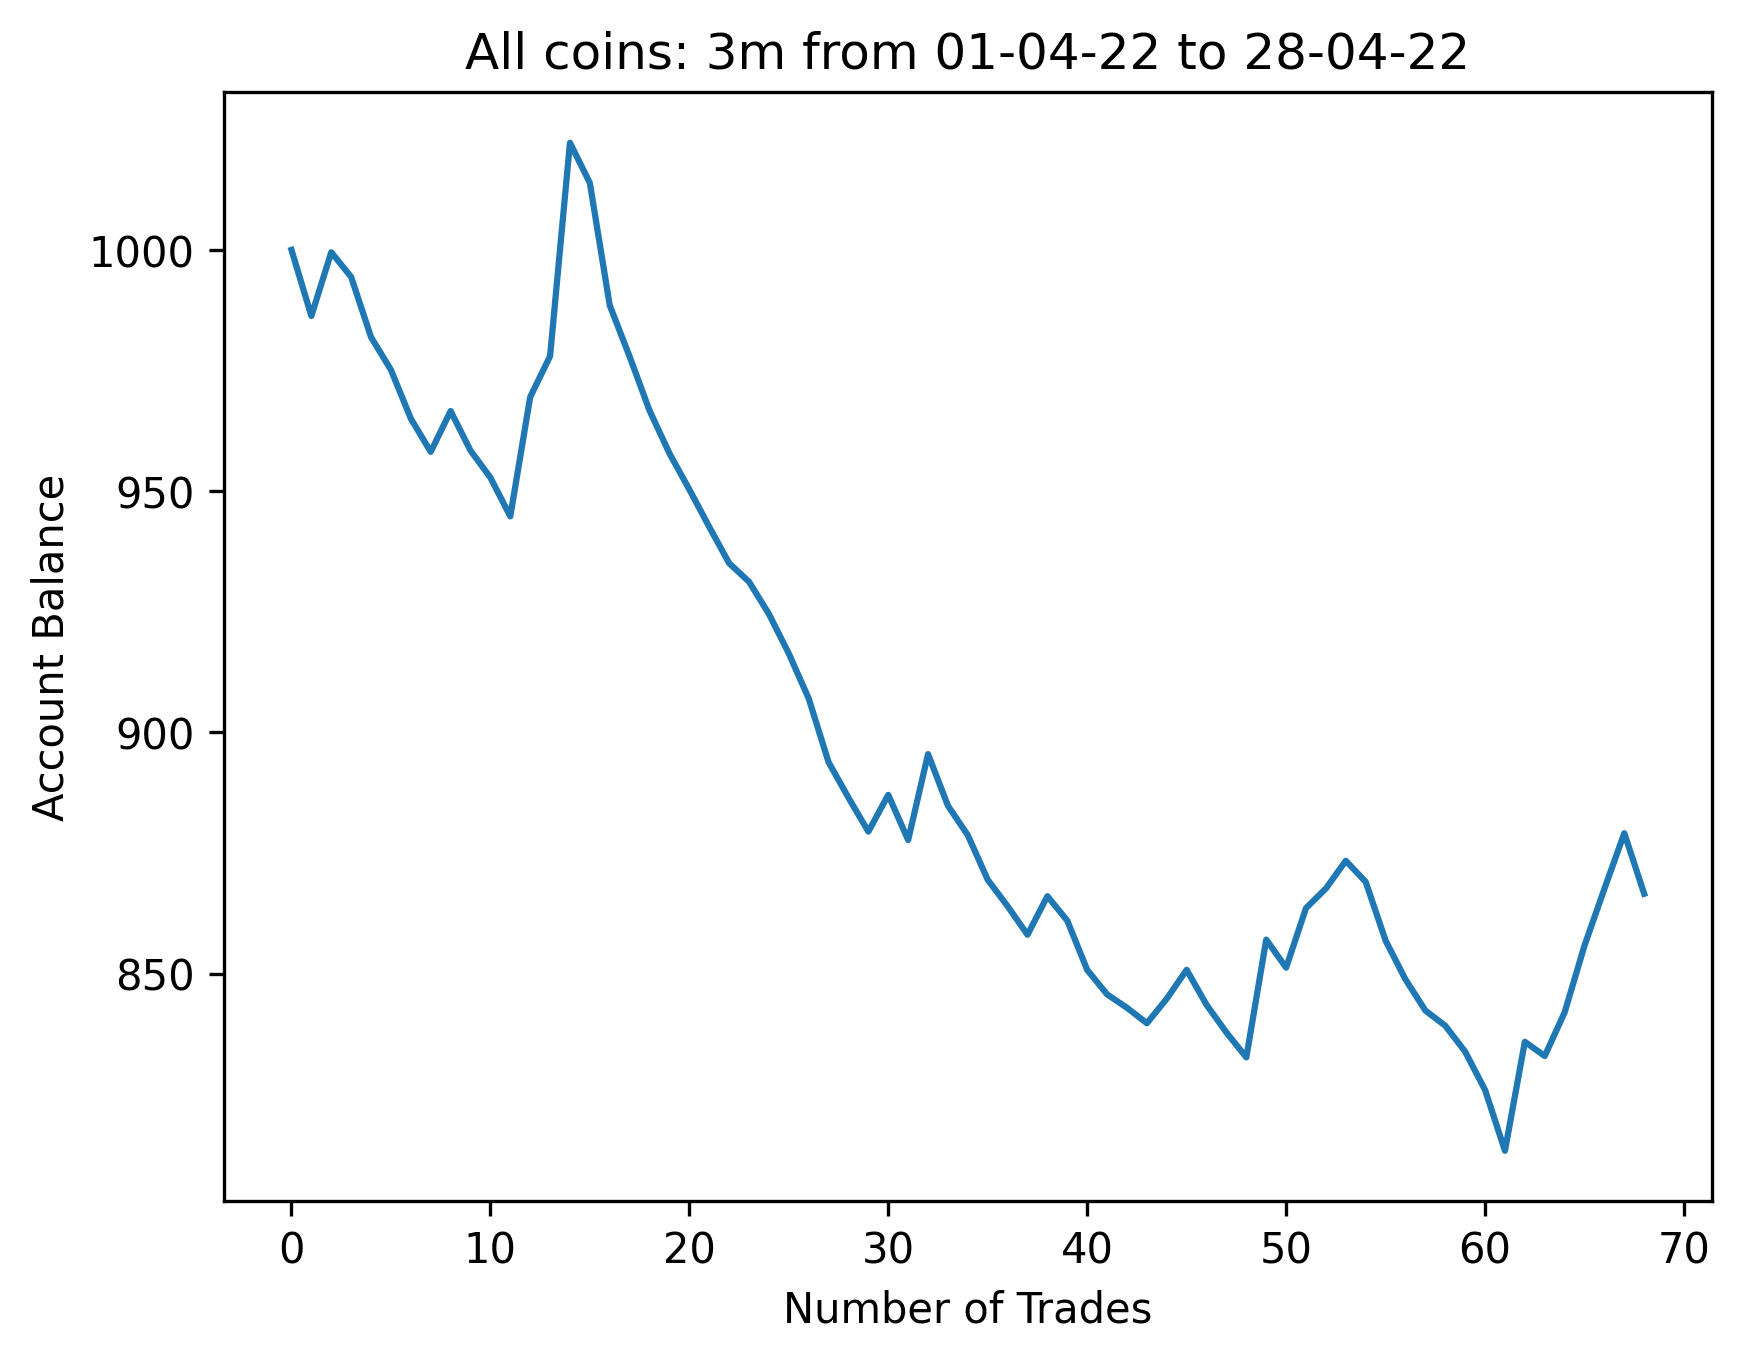 All coins: 3m from 01-04-22 to 28-04-22
1000
950
900
850
Account Balance
0 10 20 30 40 50 60 70
Number of Trades